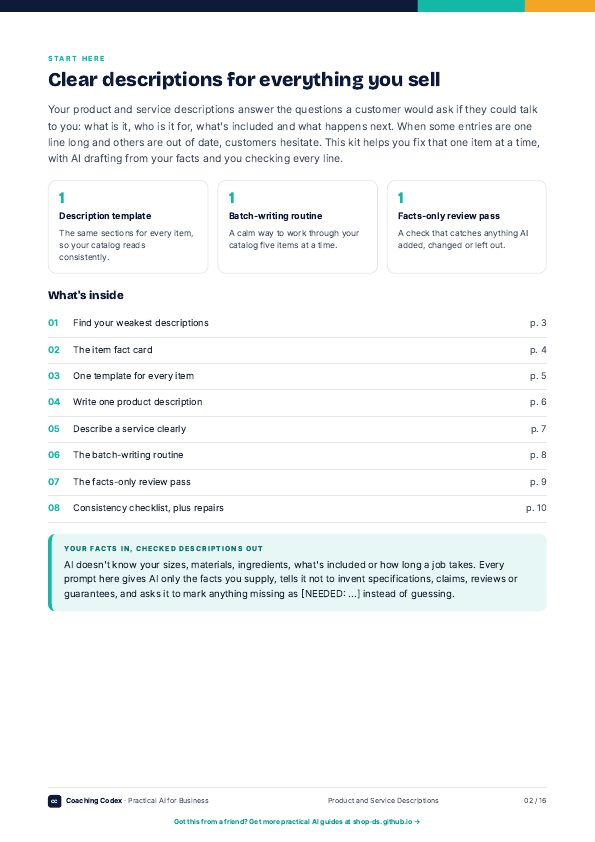 START HERE
Clear descriptions for everything you sell
Your product and service descriptions answer the questions a customer would ask if they could talk
to you: what is it, who is it for, what's included and what happens next. When some entries are one
line long and others are out of date, customers hesitate. This kit helps you fix that one item at a time,
with AI drafting from your facts and you checking every line.
1
Description template
The same sections for every item,
so your catalog reads
consistently.
1
Batch-writing routine
A calm way to work through your
catalog five items at a time.
1
Facts-only review pass
A check that catches anything AI
added, changed or left out.
What's inside
01 Find your weakest descriptions p. 3
02 The item fact card p. 4
03 One template for every item p. 5
04 Write one product description p. 6
05 Describe a service clearly p. 7
06 The batch-writing routine p. 8
07 The facts-only review pass p. 9
08 Consistency checklist, plus repairs p. 10
YOUR FACTS IN, CHECKED DESCRIPTIONS OUT
AI doesn't know your sizes, materials, ingredients, what's included or how long a job takes. Every
prompt here gives AI only the facts you supply, tells it not to invent specifications, claims, reviews or
guarantees, and asks it to mark anything missing as [NEEDED: ...] instead of guessing.
cc Coaching Codex · Practical AI for Business Product and Service Descriptions 02 / 16
Got this from a friend? Get more practical AI guides at shop-ds.github.io →